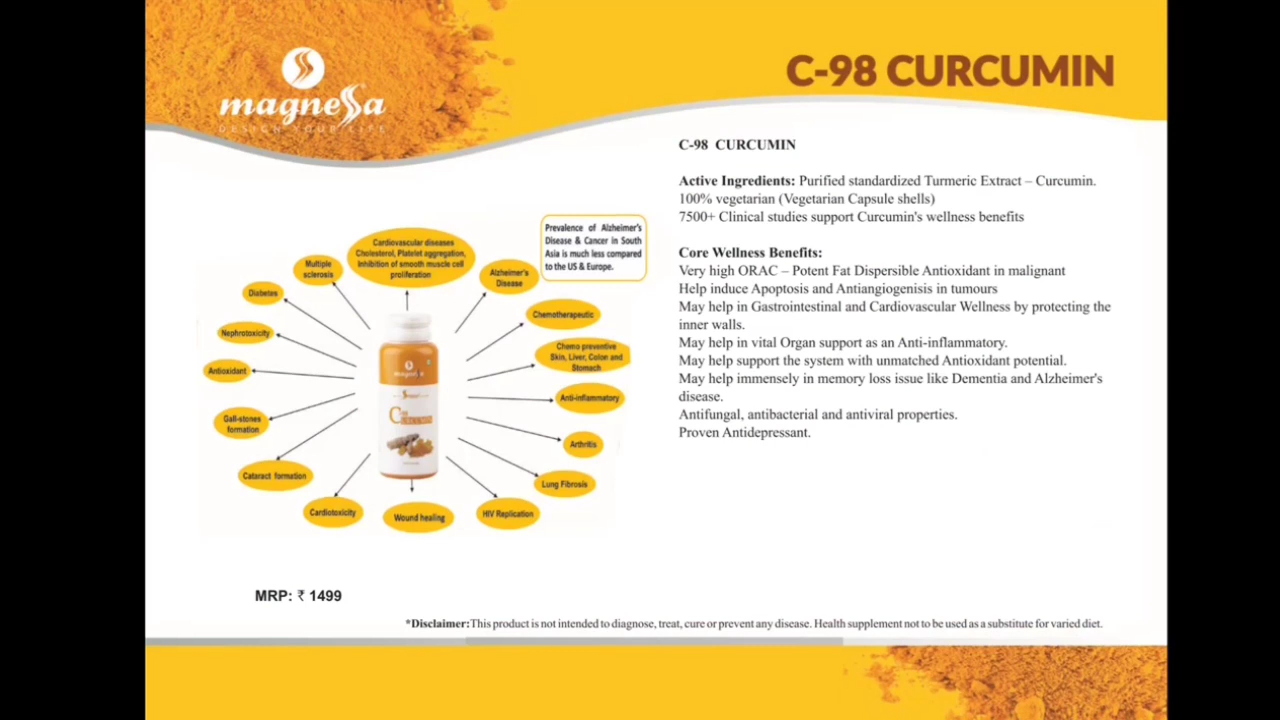 magnessa
DESIGN YOUR LIFE
C-98 CURCUMIN
C-98 CURCUMIN
Active Ingredients: Purified standardized Turmeric Extract – Curcumin.
100% vegetarian (Vegetarian Capsule shells)
7500+ Clinical studies support Curcumin's wellness benefits
Core Wellness Benefits:
Very high ORAC – Potent Fat Dispersible Antioxidant in malignant
Help induce Apoptosis and Antiangiogenisis in tumours
May help in Gastrointestinal and Cardiovascular Wellness by protecting the
inner walls.
May help in vital Organ support as an Anti-inflammatory.
May help support the system with unmatched Antioxidant potential.
May help immensely in memory loss issue like Dementia and Alzheimer's
disease.
Antifungal, antibacterial and antiviral properties.
Proven Antidepressant.
Prevalence of Alzheimer's
Disease & Cancer in South
Asia is much less compared
to the US & Europe.
Cardiovascular diseases
Cholesterol, Platelet aggregation,
Inhibition of smooth muscle cell
proliferation
Multiple
sclerosis
Alzheimer's
Disease
Diabetes
Chemotherapeutic
Nephrotoxicity
Chemo preventive
Skin, Liver, Colon and
Stomach
Antioxidant
Anti-inflammatory
Gall-stones
formation
Arthritis
Cataract formation
Lung Fibrosis
Cardiotoxicity
Wound healing
HIV Replication
magnessa
MRP: ₹ 1499
*Disclaimer:This product is not intended to diagnose, treat, cure or prevent any disease. Health supplement not to be used as a substitute for varied diet.